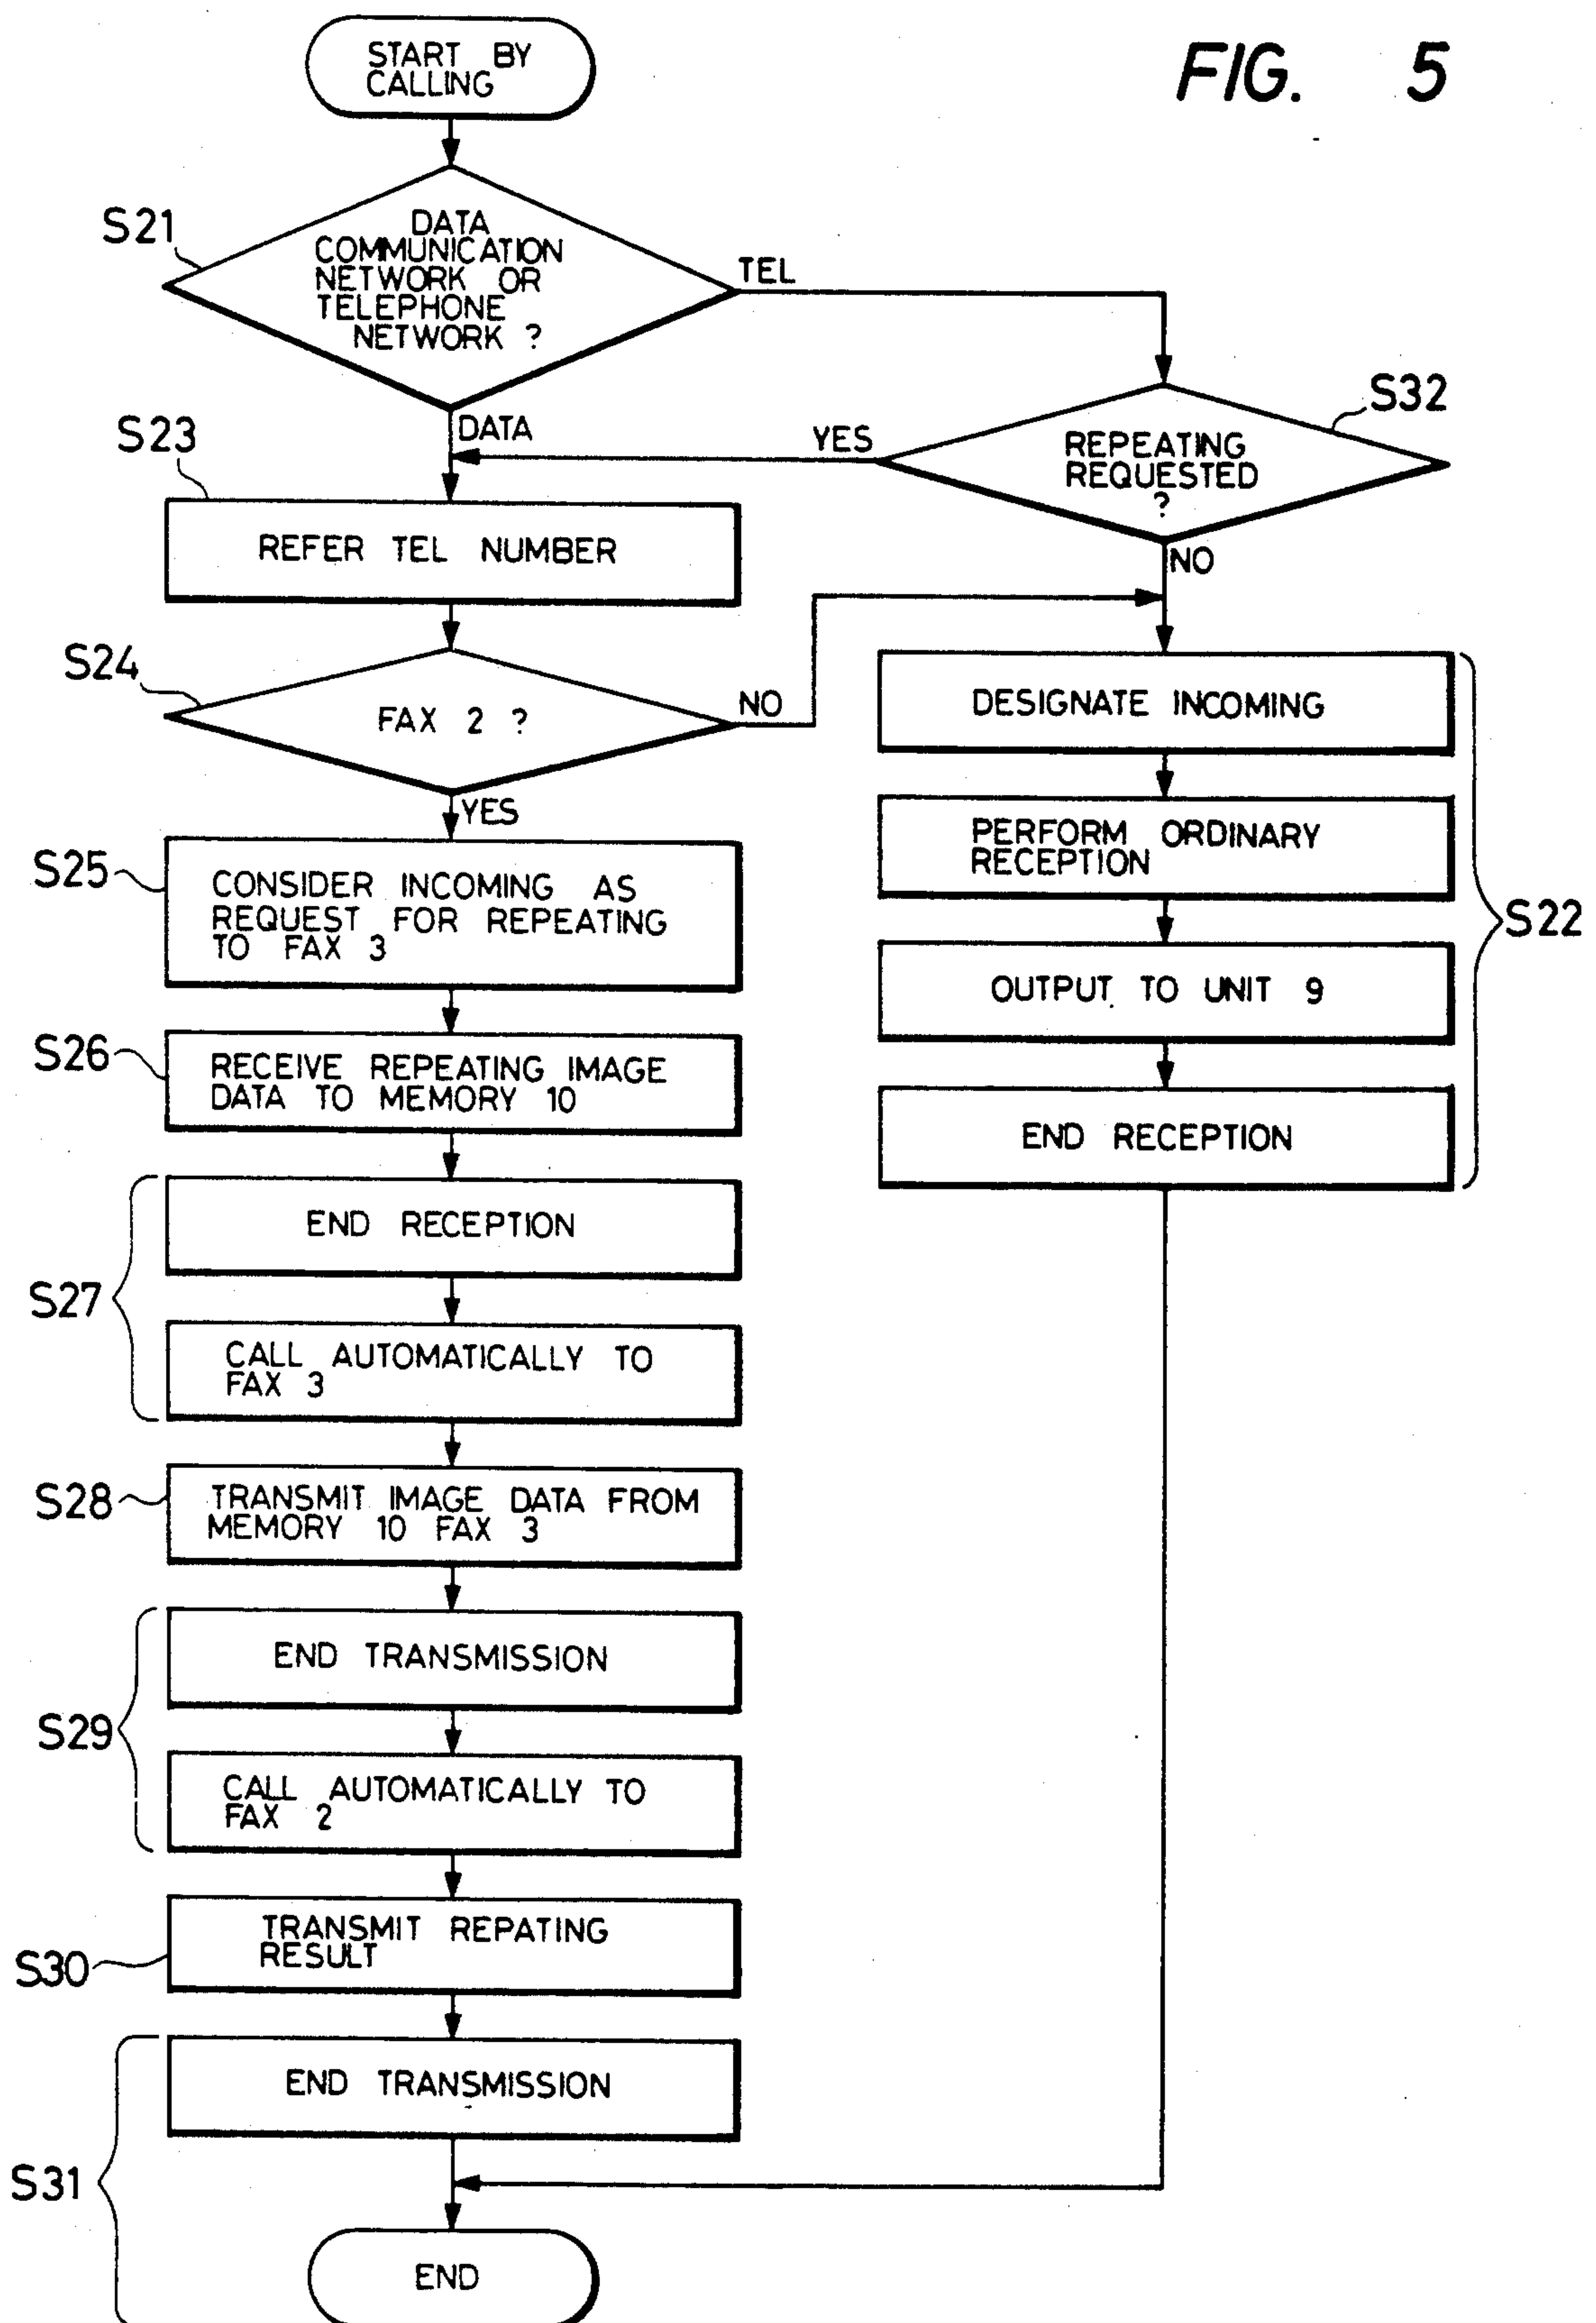 FIG. 5
START BY
CALLING
S21
DATA
COMMUNICATION
NETWORK OR
TELEPHONE
NETWORK ?
TEL
DATA
S32
REPEATING
REQUESTED
?
YES
NO
S23
REFER TEL NUMBER
S24
FAX 2 ?
NO
YES
DESIGNATE INCOMING
PERFORM ORDINARY
RECEPTION
OUTPUT TO UNIT 9
END RECEPTION
S22
S25
CONSIDER INCOMING AS
REQUEST FOR REPEATING
TO FAX 3
S26
RECEIVE REPEATING IMAGE
DATA TO MEMORY 10
S27
END RECEPTION
CALL AUTOMATICALLY TO
FAX 3
S28
TRANSMIT IMAGE DATA FROM
MEMORY 10 FAX 3
S29
END TRANSMISSION
CALL AUTOMATICALLY TO
FAX 2
S30
TRANSMIT REPATING
RESULT
S31
END TRANSMISSION
END